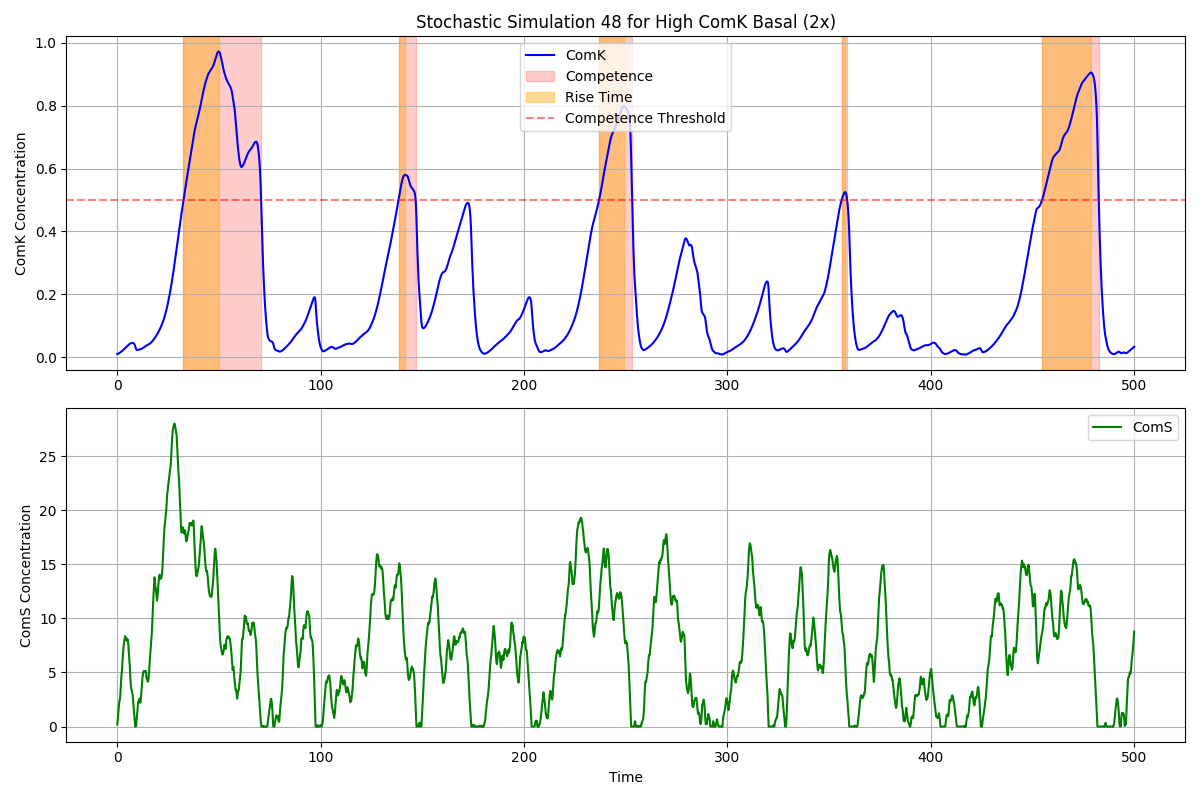 Stochastic Simulation 48 for High ComK Basal (2x)
ComK Concentration
1.0
0.8
0.6
0.4
0.2
0.0
ComK
Competence
Rise Time
Competence Threshold
0 100 200 300 400 500
ComS Concentration
25
20
15
10
5
0
ComS
0 100 200 300 400 500
Time